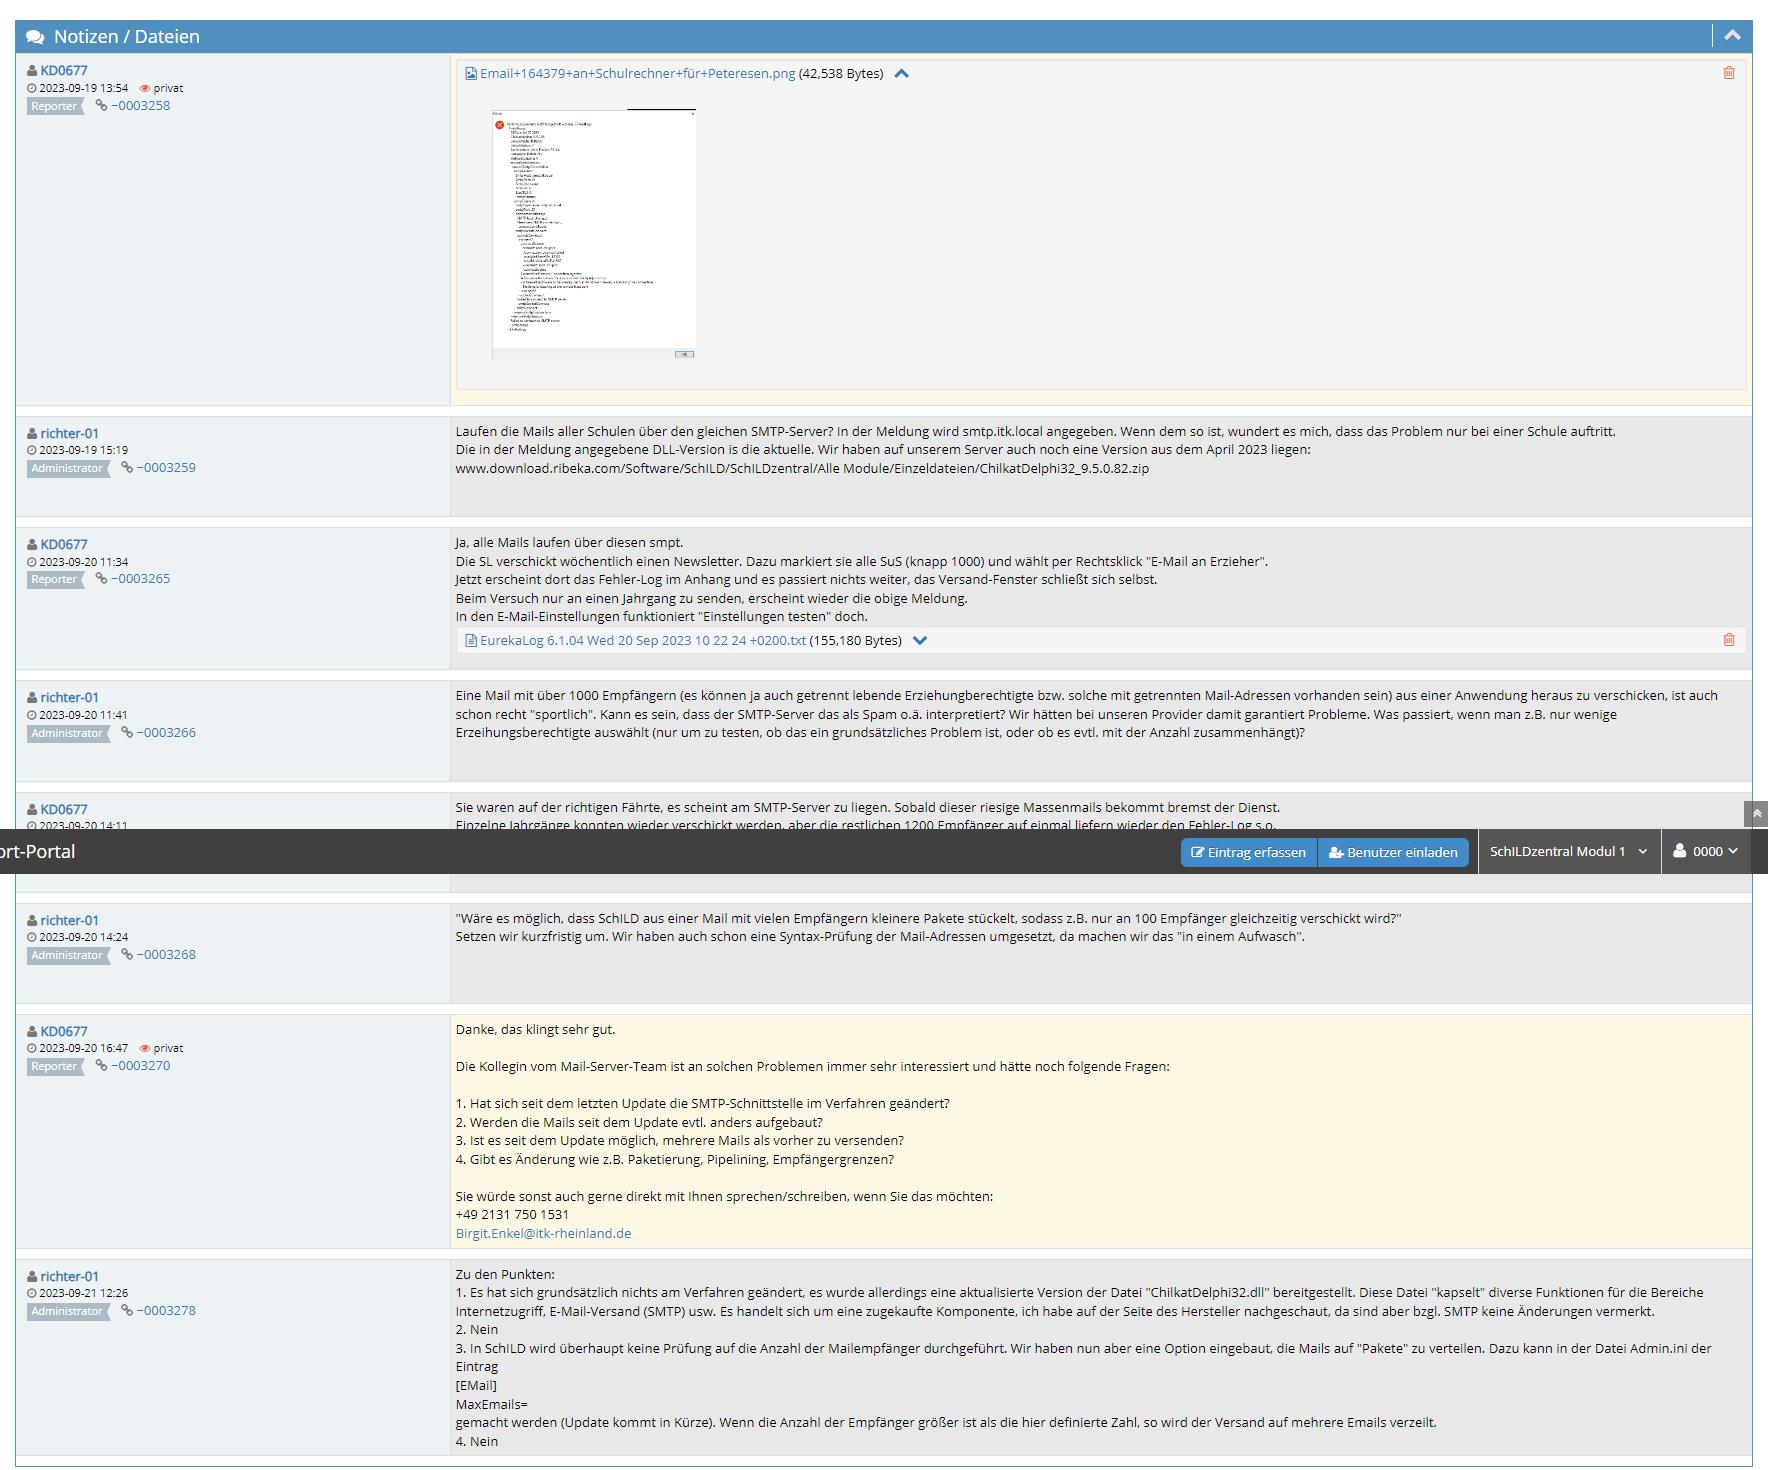 Notizen / Dateien
KD0677
2023-09-19 13:54 privat
Reporter ~0003258
Email+164379+an+Schulrechner+für+Peteresen.png (42,538 Bytes)
richter-01
2023-09-19 15:19
Administrator ~0003259
Laufen die Mails aller Schulen über den gleichen SMTP-Server? In der Meldung wird smtp.itk.local angegeben. Wenn dem so ist, wundert es mich, dass das Problem nur bei einer Schule auftritt.
Die in der Meldung angegebene DLL-Version is die aktuelle. Wir haben auf unserem Server auch noch eine Version aus dem April 2023 liegen:
www.download.ribeka.com/Software/SchILD/SchILDzentral/Alle Module/Einzeldateien/ChilkatDelphi32_9.5.0.82.zip
KD0677
2023-09-20 11:34
Reporter ~0003265
Ja, alle Mails laufen über diesen smpt.
Die SL verschickt wöchentlich einen Newsletter. Dazu markiert sie alle SuS (knapp 1000) und wählt per Rechtsklick "E-Mail an Erzieher".
Jetzt erscheint dort das Fehler-Log im Anhang und es passiert nichts weiter, das Versand-Fenster schließt sich selbst.
Beim Versuch nur an einen Jahrgang zu senden, erscheint wieder die obige Meldung.
In den E-Mail-Einstellungen funktioniert "Einstellungen testen" doch.
EurekaLog 6.1.04 Wed 20 Sep 2023 10 22 24 +0200.txt (155,180 Bytes)
richter-01
2023-09-20 11:41
Administrator ~0003266
Eine Mail mit über 1000 Empfängern (es können ja auch getrennt lebende Erziehungberechtigte bzw. solche mit getrennten Mail-Adressen vorhanden sein) aus einer Anwendung heraus zu verschicken, ist auch
schon recht "sportlich". Kann es sein, dass der SMTP-Server das als Spam o.ä. interpretiert? Wir hätten bei unseren Provider damit garantiert Probleme. Was passiert, wenn man z.B. nur wenige
Erzeihungsberechtigte auswählt (nur um zu testen, ob das ein grundsätzliches Problem ist, oder ob es evtl. mit der Anzahl zusammenhängt)?
KD0677
2023-09-20 14:11
Sie waren auf der richtigen Fährte, es scheint am SMTP-Server zu liegen. Sobald dieser riesige Massenmails bekommt bremst der Dienst.
Einzelne Jahrgänge konnten wieder verschickt werden, aber die restlichen 1200 Empfänger auf einmal liefern wieder den Fehler-Log s.o.
ort-Portal
Eintrag erfassen
Benutzer einladen
SchILDzentral Modul 1
0000
richter-01
2023-09-20 14:24
Administrator ~0003268
"Wäre es möglich, dass SchILD aus einer Mail mit vielen Empfängern kleinere Pakete stückelt, sodass z.B. nur an 100 Empfänger gleichzeitig verschickt wird?"
Setzen wir kurzfristig um. Wir haben auch schon eine Syntax-Prüfung der Mail-Adressen umgesetzt, da machen wir das "in einem Aufwasch".
KD0677
2023-09-20 16:47 privat
Reporter ~0003270
Danke, das klingt sehr gut.
Die Kollegin vom Mail-Server-Team ist an solchen Problemen immer sehr interessiert und hätte noch folgende Fragen:
1. Hat sich seit dem letzten Update die SMTP-Schnittstelle im Verfahren geändert?
2. Werden die Mails seit dem Update evtl. anders aufgebaut?
3. Ist es seit dem Update möglich, mehrere Mails als vorher zu versenden?
4. Gibt es Änderung wie z.B. Paketierung, Pipelining, Empfängergrenzen?
Sie würde sonst auch gerne direkt mit Ihnen sprechen/schreiben, wenn Sie das möchten:
+49 2131 750 1531
Birgit.Enkel@itk-rheinland.de
richter-01
2023-09-21 12:26
Administrator ~0003278
Zu den Punkten:
1. Es hat sich grundsätzlich nichts am Verfahren geändert, es wurde allerdings eine aktualisierte Version der Datei "ChilkatDelphi32.dll" bereitgestellt. Diese Datei "kapselt" diverse Funktionen für die Bereiche
Internetzugriff, E-Mail-Versand (SMTP) usw. Es handelt sich um eine zugekaufte Komponente, ich habe auf der Seite des Hersteller nachgeschaut, da sind aber bzgl. SMTP keine Änderungen vermerkt.
2. Nein
3. In SchILD wird überhaupt keine Prüfung auf die Anzahl der Mailempfänger durchgeführt. Wir haben nun aber eine Option eingebaut, die Mails auf "Pakete" zu verteilen. Dazu kann in der Datei Admin.ini der
Eintrag
[EMail]
MaxEmails=
gemacht werden (Update kommt in Kürze). Wenn die Anzahl der Empfänger größer ist als die hier definierte Zahl, so wird der Versand auf mehrere Emails verzeilt.
4. Nein